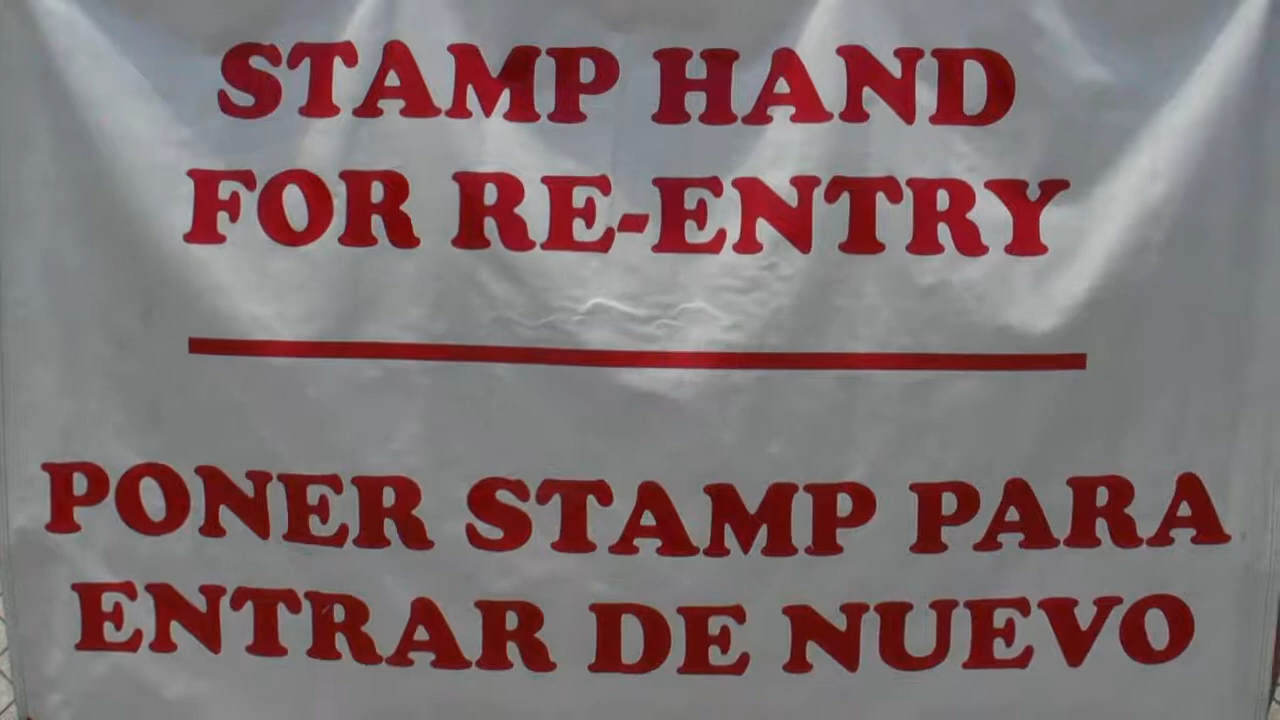 STAMP HAND
FOR RE-ENTRY
PONER STAMP PARA
ENTRAR DE NUEVO